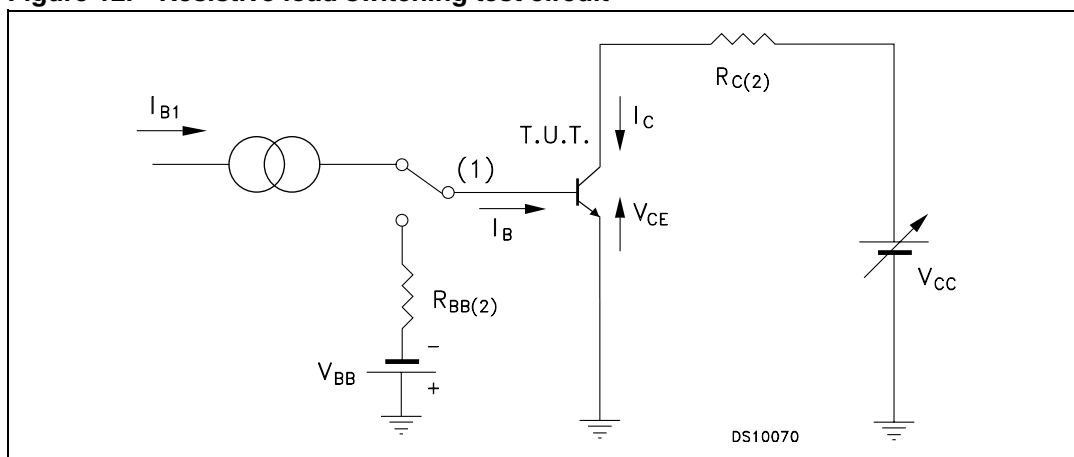 Figure 12. Resistive load switching test circuit
I B1
R C(2)
I C
T.U.T.
(1)
I B
V CE
V CC
R BB(2)
V BB
-
+
DS10070